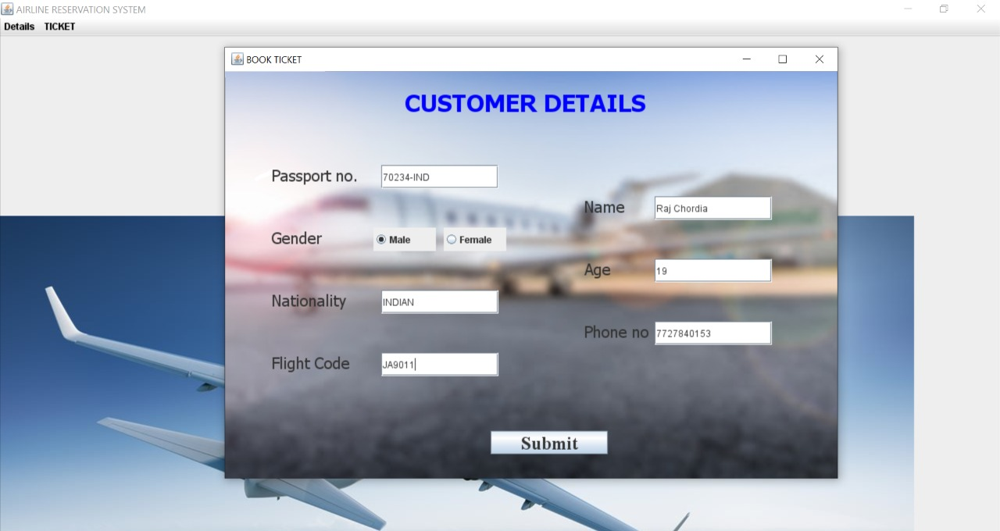 AIRLINE RESERVATION SYSTEM
Details TICKET
BOOK TICKET
CUSTOMER DETAILS
Passport no. 70234-IND
Name Raj Chordia
Gender Male Female
Age 19
Nationality INDIAN
Phone no 7727840153
Flight Code JA9011
Submit